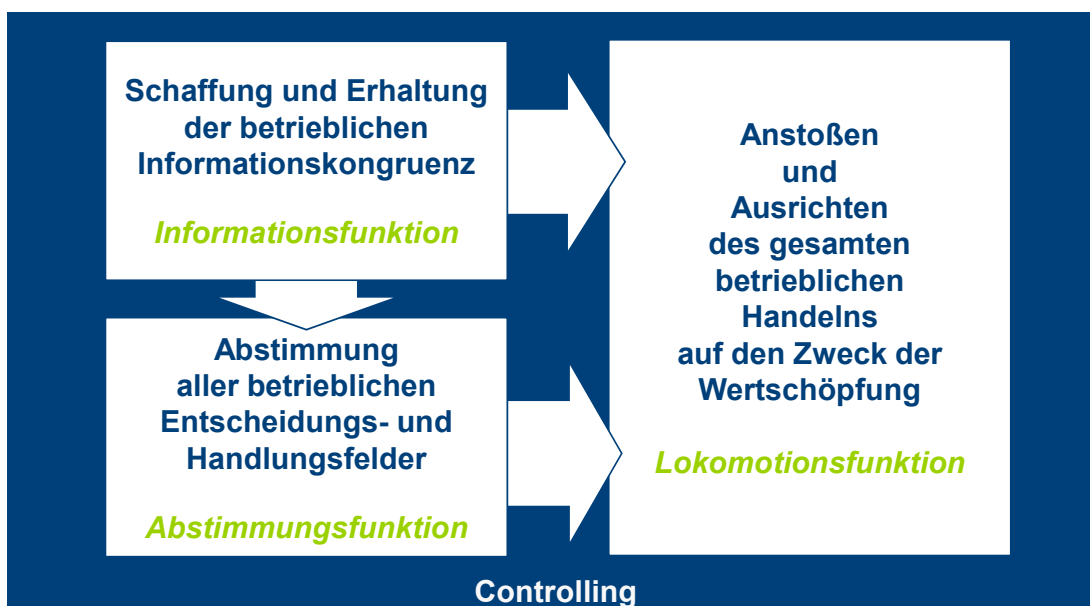 Schaffung und Erhaltung
der betrieblichen
Informationskongruenz
Informationsfunktion
Abstimmung
aller betrieblichen
Entscheidungs- und
Handlungsfelder
Abstimmungsfunktion
Anstoßen
und
Ausrichten
des gesamten
betrieblichen
Handelns
auf den Zweck der
Wertschöpfung
Lokomotionsfunktion
Controlling